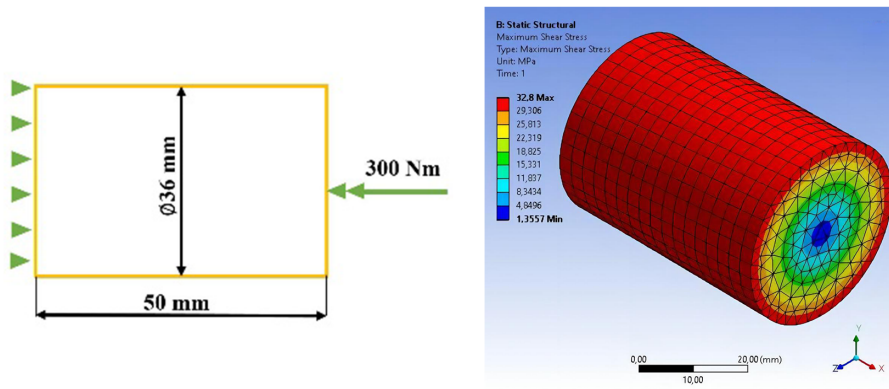 Ø36 mm
300 Nm
50 mm
B: Static Structural
Maximum Shear Stress
Type: Maximum Shear Stress
Unit: MPa
Time: 1
32,8 Max
29,306
25,813
22,319
18,825
15,331
11,837
8,3434
4,8496
1,3557 Min
0,00
20,00 (mm)
10,00
Y
Z
X